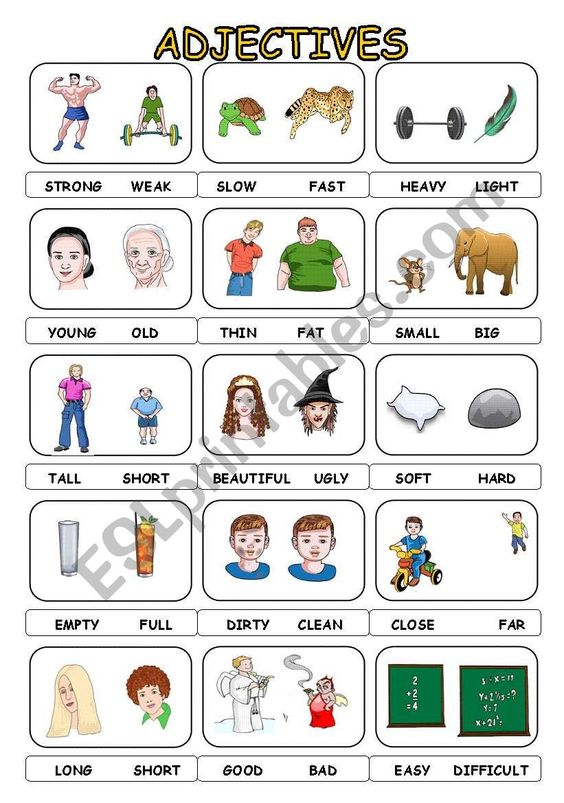 ADJECTIVES
STRONG WEAK
SLOW FAST
HEAVY LIGHT
YOUNG OLD
THIN FAT
SMALL BIG
TALL SHORT
BEAUTIFUL UGLY
SOFT HARD
EMPTY FULL
DIRTY CLEAN
CLOSE FAR
2
+2
=4
LONG SHORT
GOOD BAD
EASY DIFFICULT
ESLprintables.com